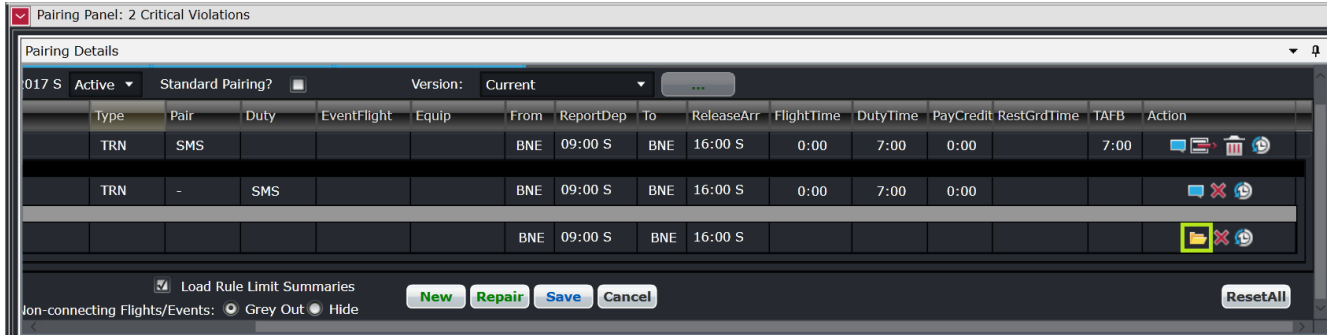 Pairing Panel: 2 Critical Violations
Pairing Details
2017 S Active Standard Pairing? Version: Current ...
Type Pair Duty EventFlight Equip From ReportDep To ReleaseArr FlightTime DutyTime PayCredit RestGrdTime TAFB Action
TRN SMS BNE 09:00 S BNE 16:00 S 0:00 7:00 0:00 7:00
TRN - SMS BNE 09:00 S BNE 16:00 S 0:00 7:00 0:00
BNE 09:00 S BNE 16:00 S
Load Rule Limit Summaries
New Repair Save Cancel ResetAll
Non-connecting Flights/Events: Grey Out Hide